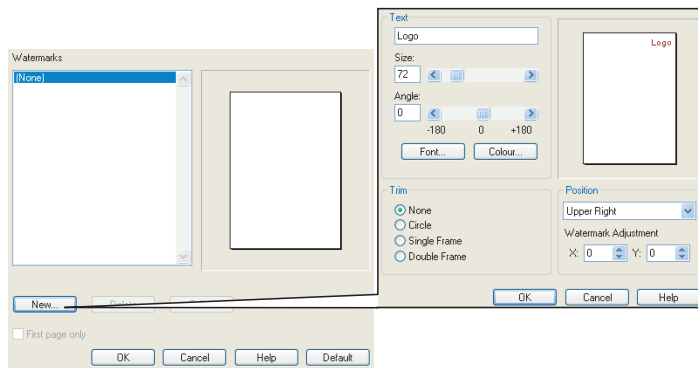 Watermarks
(None)
New...
Delete
First page only
OK Cancel Help Default
Text
Logo
Size:
72
Angle:
0
-180 0 +180
Font... Colour...
Logo
Trim
None
Circle
Single Frame
Double Frame
Position
Upper Right
Watermark Adjustment
X: 0 Y: 0
OK Cancel Help